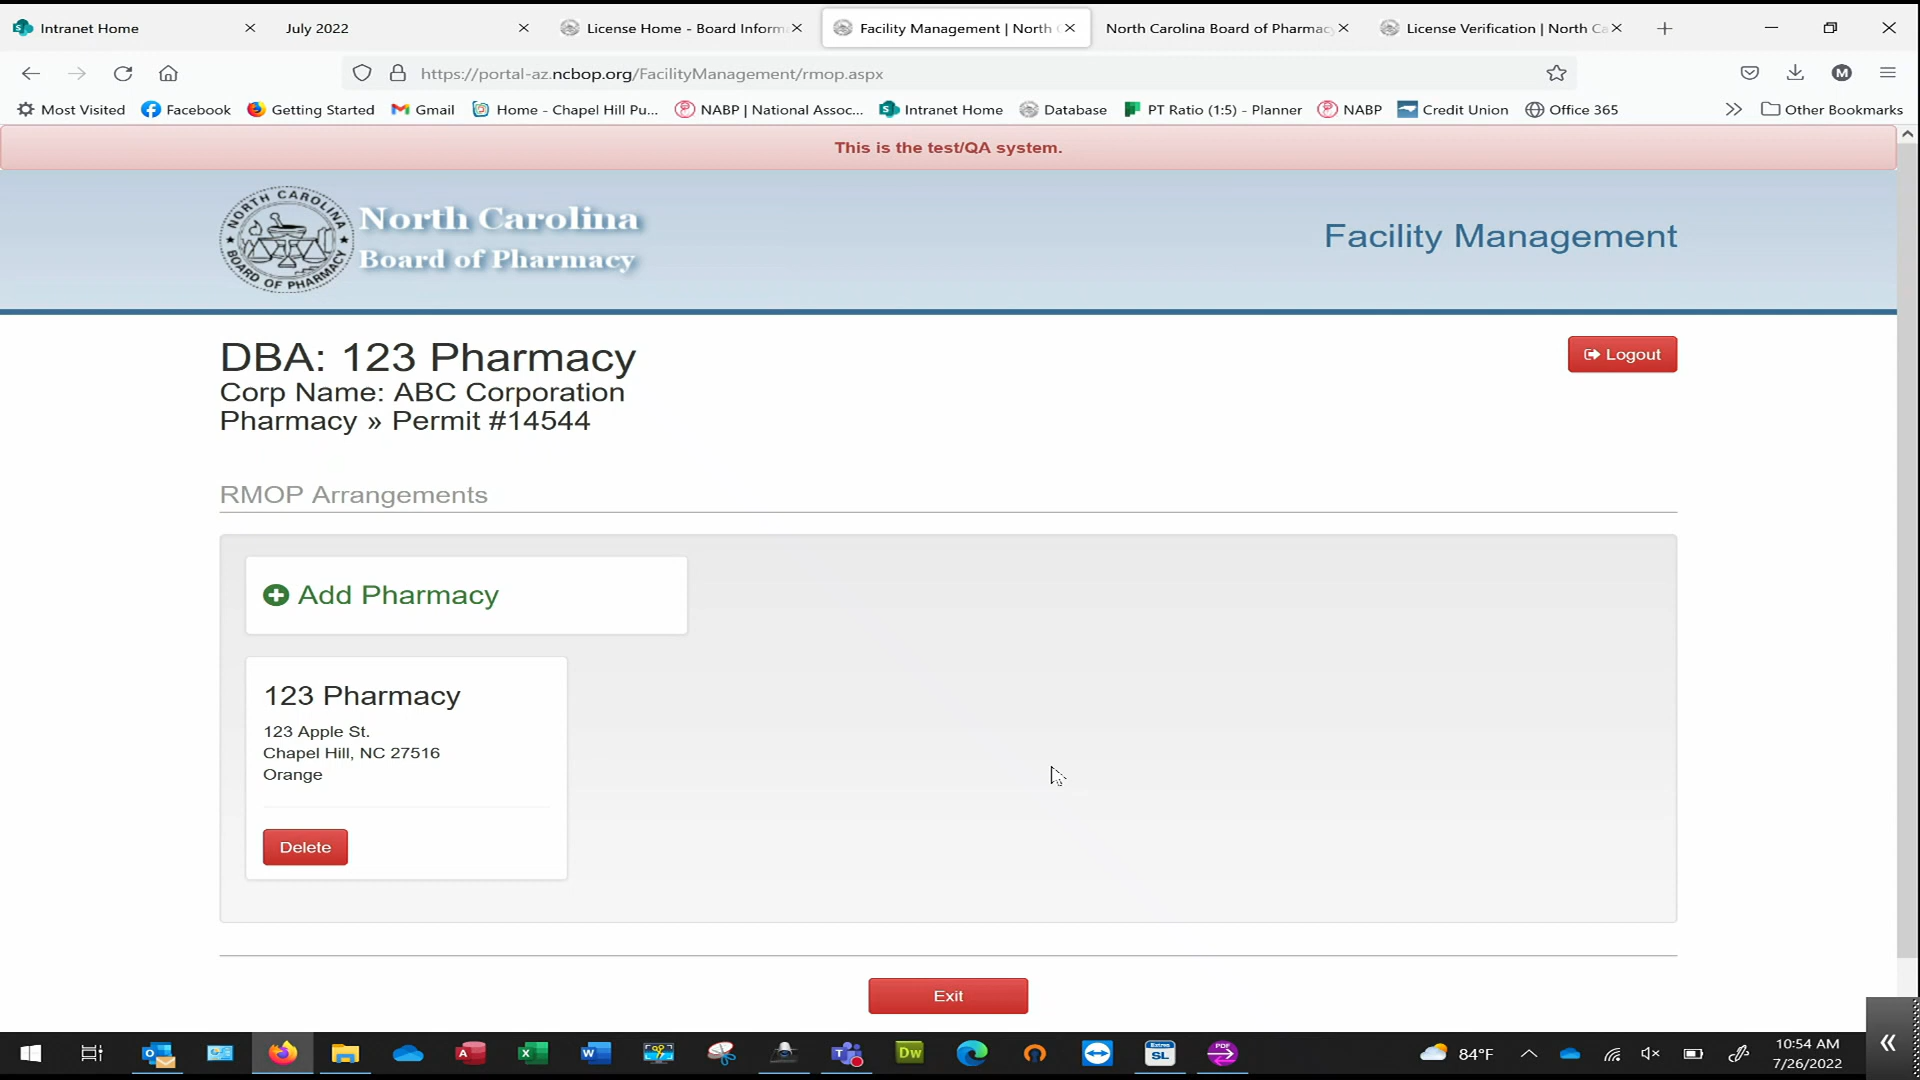 Intranet Home
July 2022
License Home - Board Inform
Facility Management | North
North Carolina Board of Pharmac
License Verification | North Ca
https://portal-az.ncbop.org/FacilityManagement/rmop.aspx
M
Most Visited
Facebook
Getting Started
Gmail
Home - Chapel Hill Pu...
NABP | National Assoc...
Intranet Home
Database
PT Ratio (1:5) - Planner
NABP
Credit Union
Office 365
Other Bookmarks
This is the test/QA system.
NORTH CAROLINA
BOARD OF PHARMACY
North Carolina
Board of Pharmacy
Facility Management
DBA: 123 Pharmacy
Logout
Corp Name: ABC Corporation
Pharmacy » Permit #14544
RMOP Arrangements
Add Pharmacy
123 Pharmacy
123 Apple St.
Chapel Hill, NC 27516
Orange
Delete
Exit
84°F
10:54 AM
7/26/2022